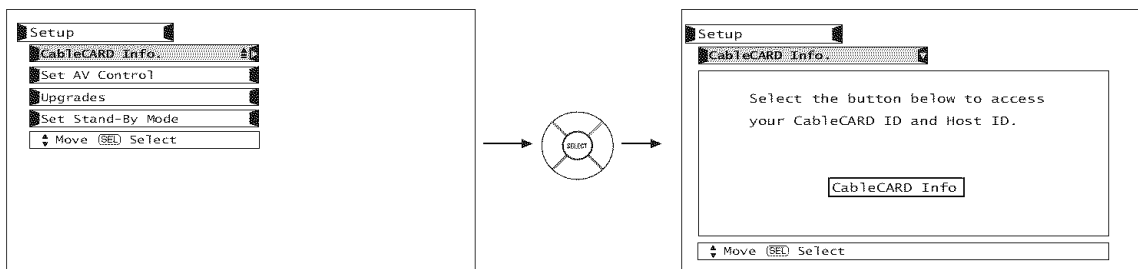 Setup
CableCARD Info.
Set AV Control
Upgrades
Set Stand-By Mode
Move SEL Select
SELECT
Setup
CableCARD Info.
Select the button below to access
your CableCARD ID and Host ID.
CableCARD Info
Move SEL Select